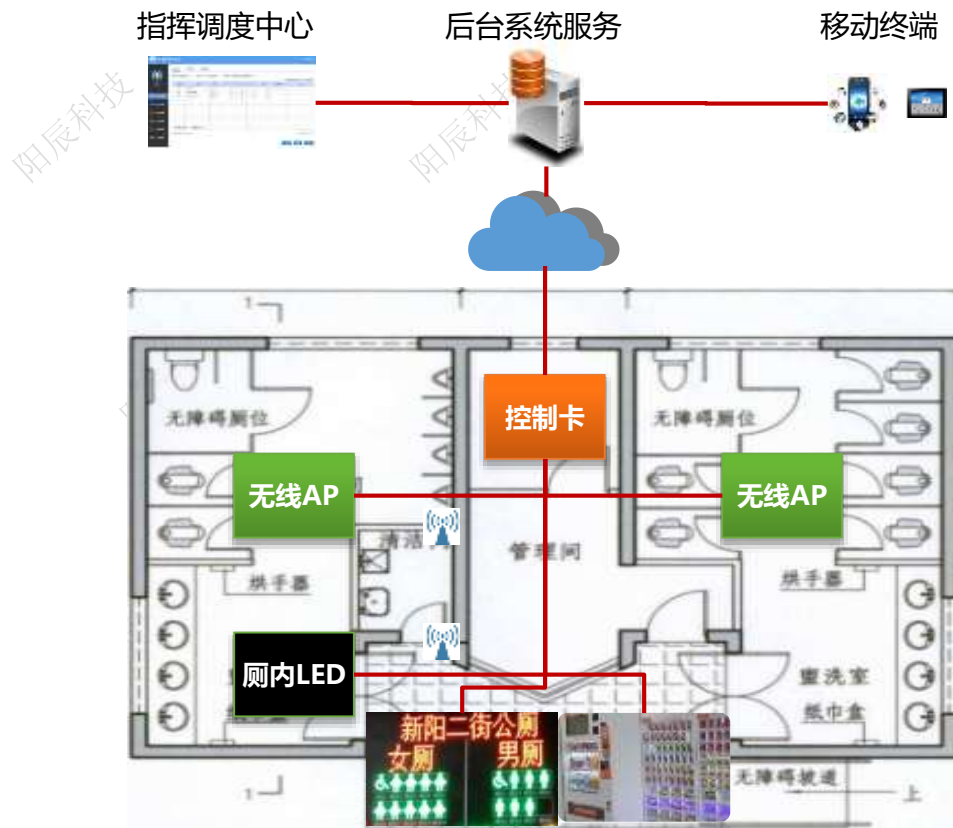 指挥调度中心
后台系统服务
移动终端
阳辰科技
阳辰科技
1
无障碍厕位
控制卡
无障碍厕位
无线AP
无线AP
清洁
管理间
烘手器
烘手器
厕内LED
盥洗室
纸巾盒
新阳二街公厕
女厕
男厕
无障碍坡道
上
1